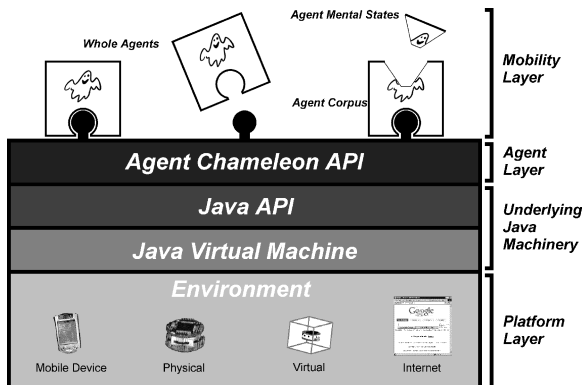 Agent Mental States
Whole Agents
Mobility
Layer
Agent Corpus
Agent Chameleon API
Agent
Layer
Java API
Underlying
Java
Machinery
Java Virtual Machine
Environment
Google
Platform
Layer
Mobile Device
Physical
Virtual
Internet